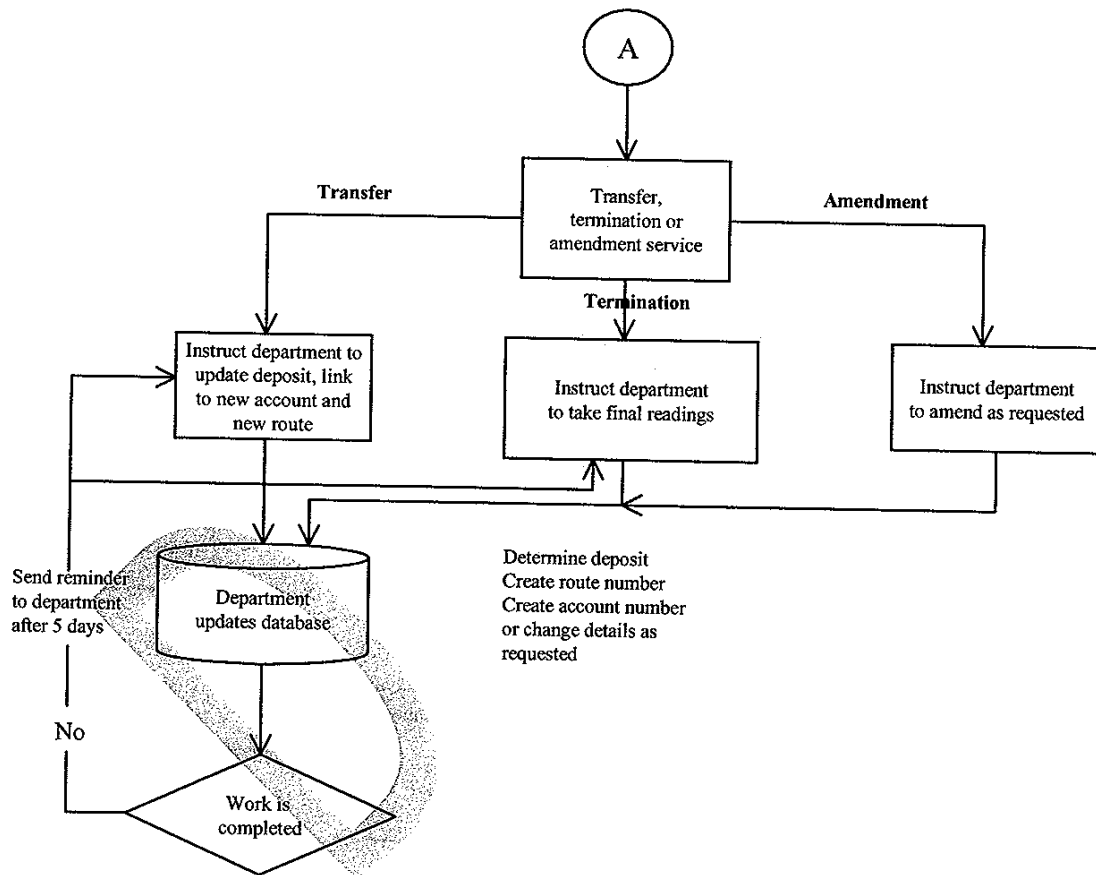 A
Transfer
Transfer,
termination or
amendment service
Amendment
Termination
Instruct department to
update deposit, link
to new account and
new route
Instruct department
to take final readings
Instruct department
to amend as requested
Send reminder
to department
after 5 days
Department
updates database
Determine deposit
Create route number
Create account number
or change details as
requested
No
Work is
completed